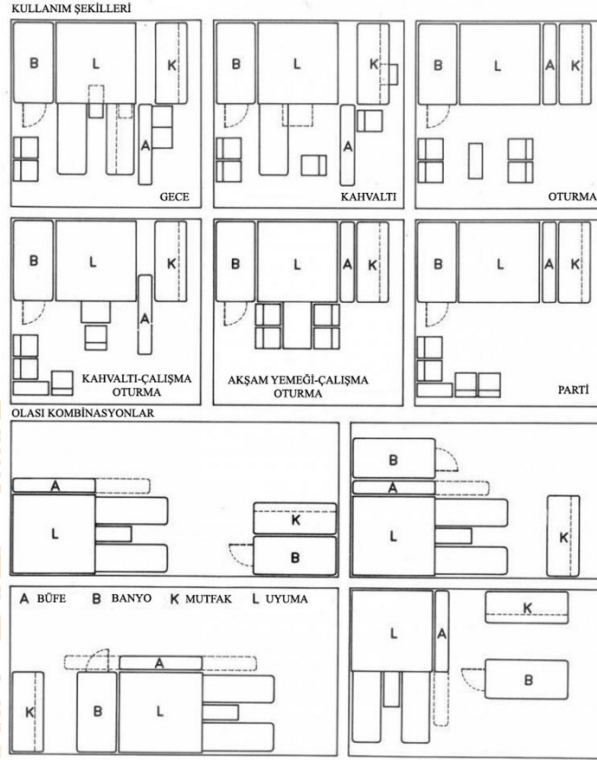 KULLANIM ŞEKİLLERİ
B L K
A
GECE
B L K
A
KAHVALTI
B L A K
OTURMA
B L K
A
KAHVALTI-ÇALIŞMA
OTURMA
B L A K
AKŞAM YEMEĞİ-ÇALIŞMA
OTURMA
B L A K
PARTİ
OLASI KOMBİNASYONLAR
A
L
K
B
B
A
L
K
A BÜFE B BANYO K MUTFAK L UYUMA
A
K B L
L A
K
B